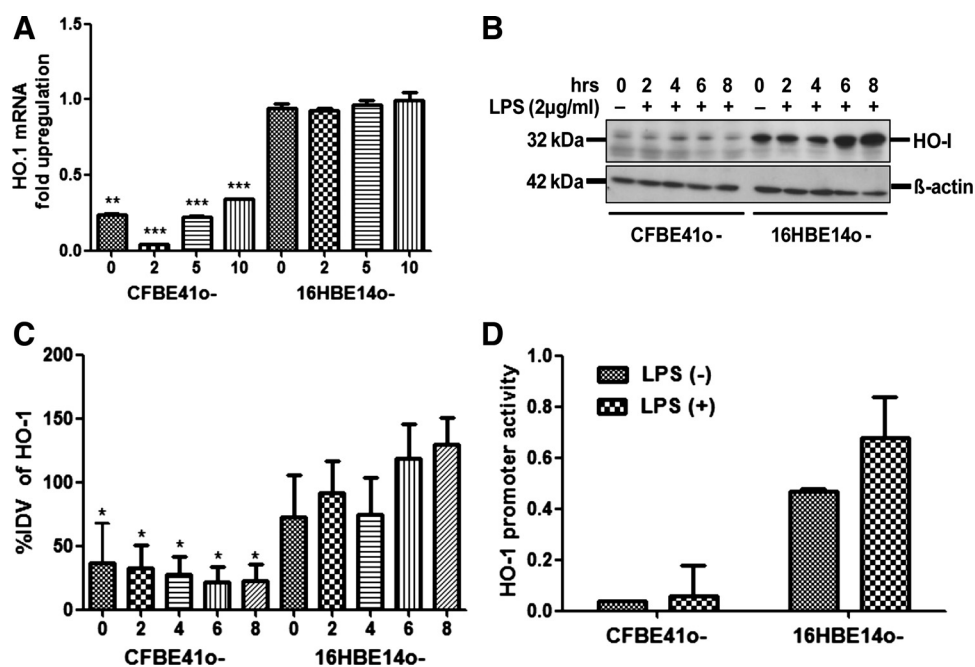 A
HO.1 mRNA
fold upregulation
1.5
1.0
0.5
0.0
** *** *** ***
0 2 5 10 0 2 5 10
CFBE41o- 16HBE14o-
B
hrs 0 2 4 6 8 0 2 4 6 8
LPS (2µg/ml) – + + + + – + + + +
32 kDa HO-I
42 kDa ß-actin
CFBE41o- 16HBE14o-
C
%IDV of HO-1
200
150
100
50
0
* * * * *
0 2 4 6 8 0 2 4 6 8
CFBE41o- 16HBE14o-
D
HO-1 promoter activity
1.0
0.8
0.6
0.4
0.2
0.0
LPS (-)
LPS (+)
CFBE41o- 16HBE14o-